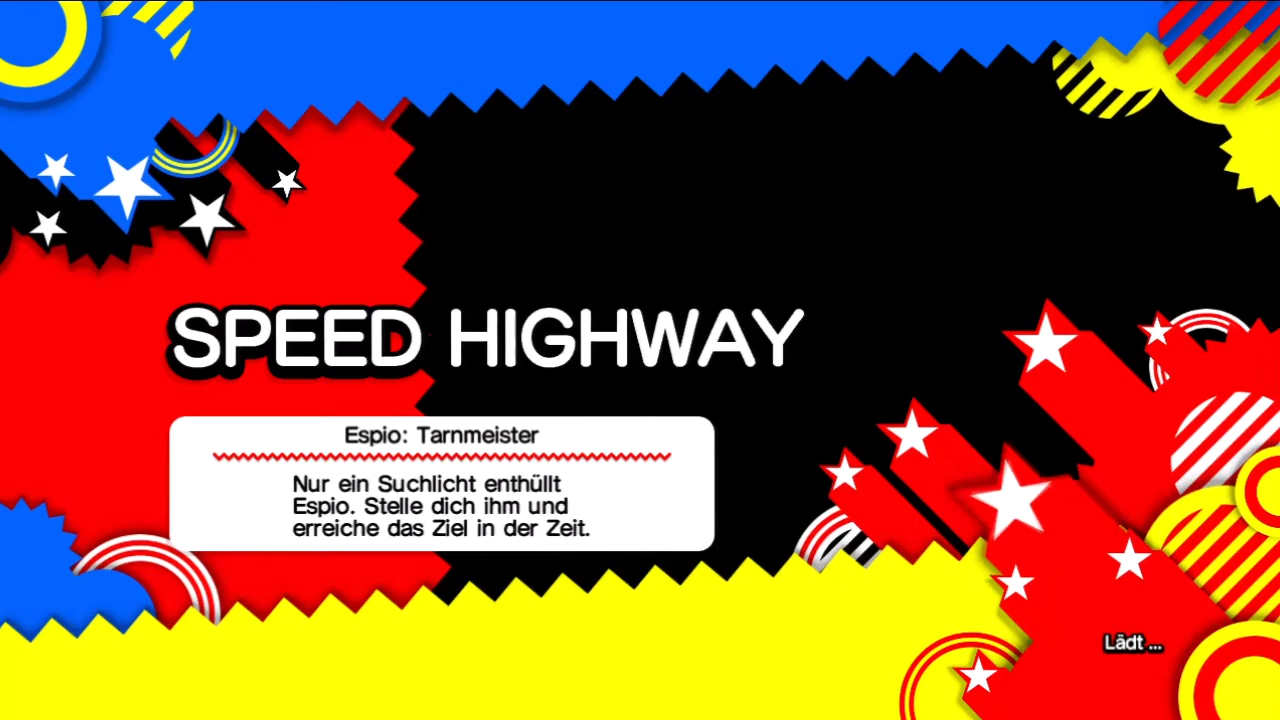 SPEED HIGHWAY
Espio: Tarnmeister
Nur ein Suchlicht enthüllt
Espio. Stelle dich ihm und
erreiche das Ziel in der Zeit.
Lädt ...